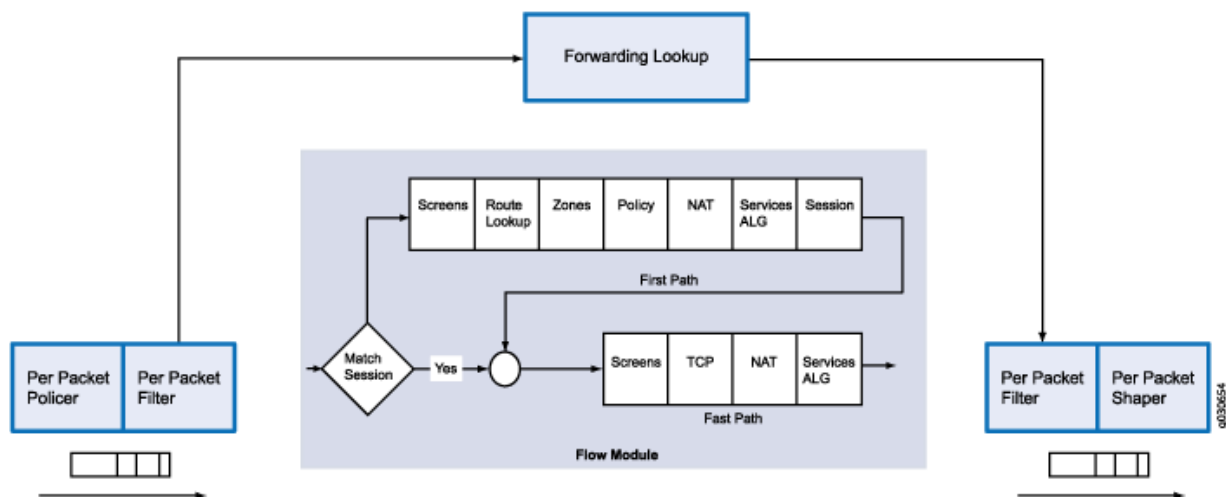 Forwarding Lookup
Screens
Route
Lookup
Zones
Policy
NAT
Services
ALG
Session
First Path
Match
Session
Yes
Screens
TCP
NAT
Services
ALG
Fast Path
Flow Module
Per Packet
Policer
Per Packet
Filter
Per Packet
Filter
Per Packet
Shaper
g030654